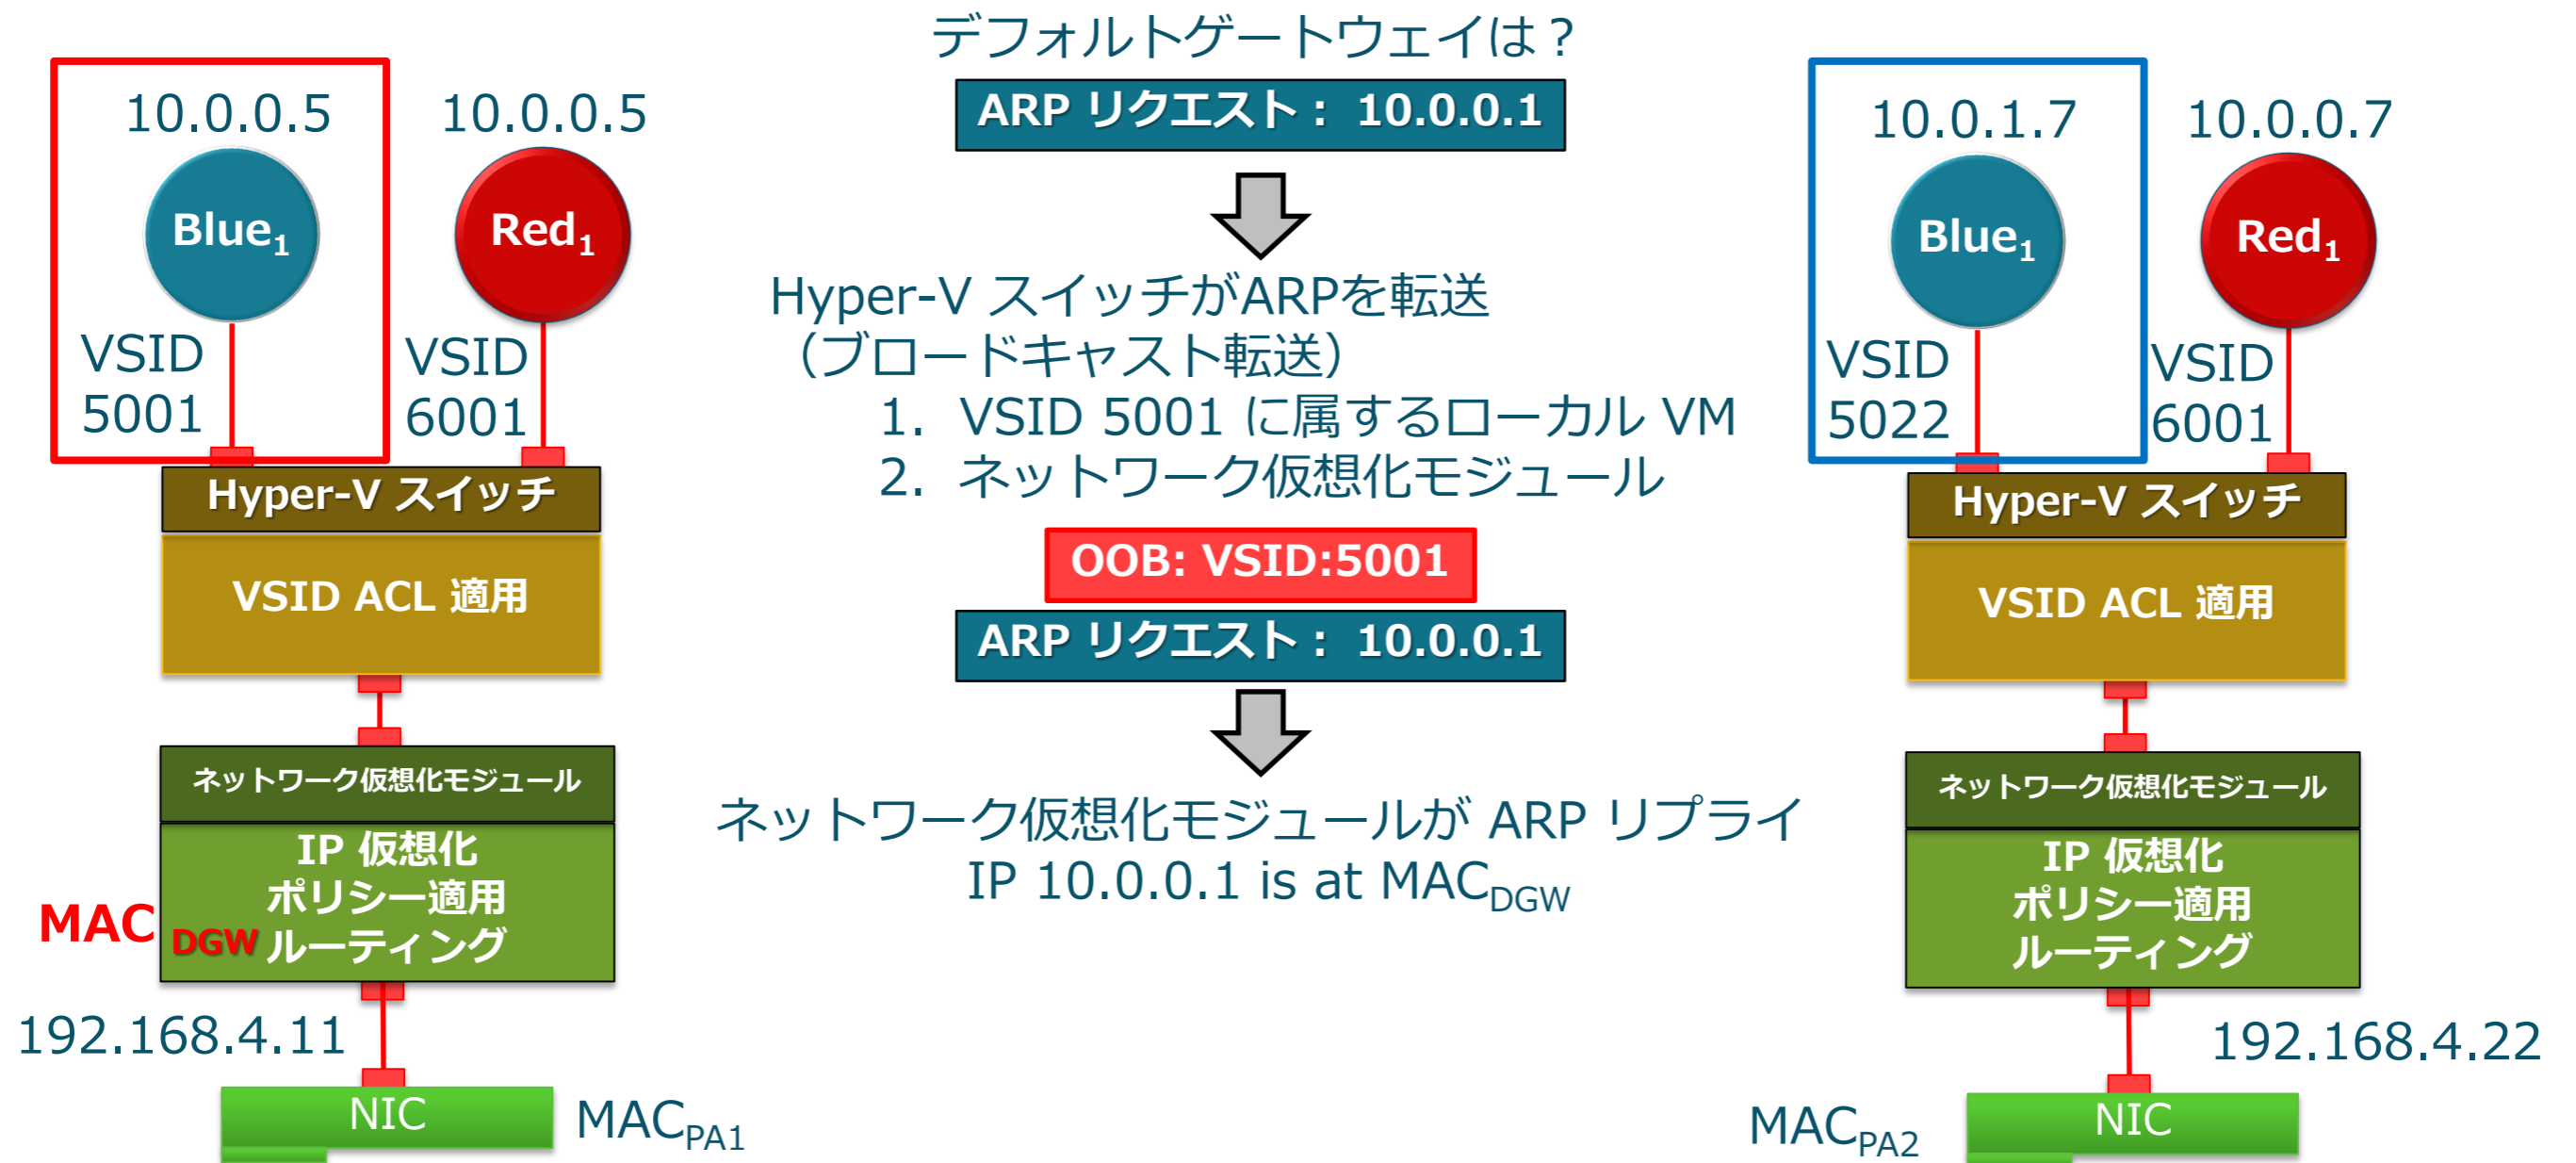 デフォルトゲートウェイは？
ARP リクエスト： 10.0.0.1
Hyper-V スイッチがARPを転送
（ブロードキャスト転送）
1. VSID 5001 に属するローカル VM
2. ネットワーク仮想化モジュール
OOB: VSID:5001
ARP リクエスト： 10.0.0.1
ネットワーク仮想化モジュールが ARP リプライ
IP 10.0.0.1 is at MACDGW
10.0.0.5
Blue1
VSID
5001
10.0.0.5
Red1
VSID
6001
Hyper-V スイッチ
VSID ACL 適用
ネットワーク仮想化モジュール
IP 仮想化
ポリシー適用
ルーティング
MAC DGW
192.168.4.11
NIC
MACPA1
10.0.1.7
Blue1
VSID
5022
10.0.0.7
Red1
VSID
6001
Hyper-V スイッチ
VSID ACL 適用
ネットワーク仮想化モジュール
IP 仮想化
ポリシー適用
ルーティング
192.168.4.22
NIC
MACPA2